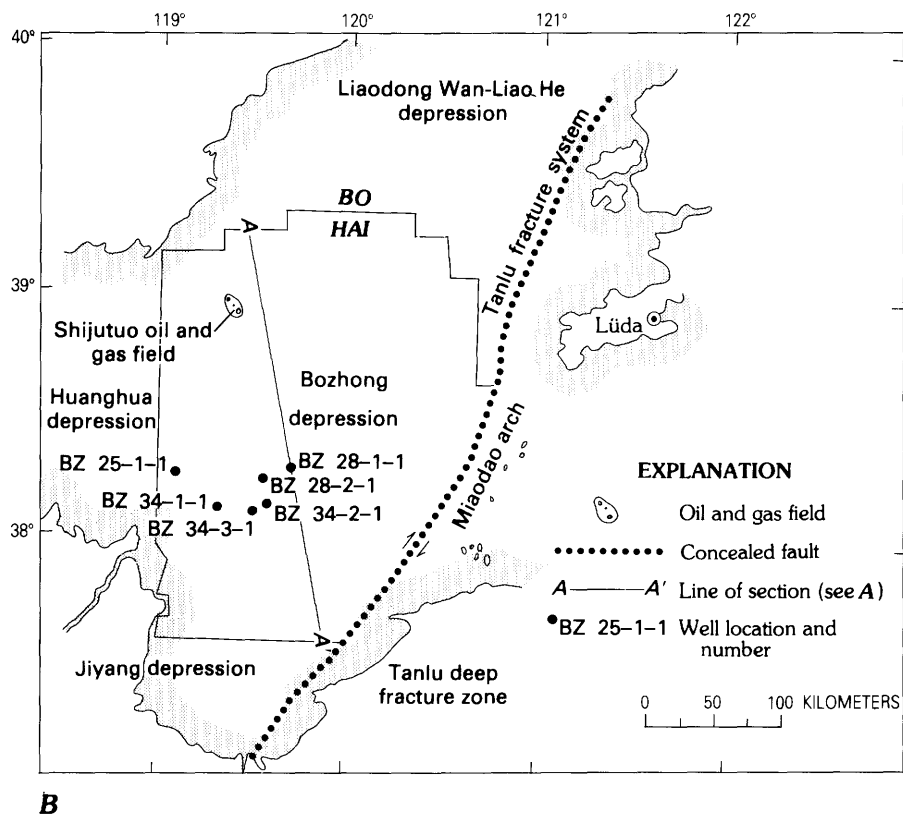 119°
120°
121°
122°
40°
Liaodong Wan-Liao He
depression
Tanlu fracture system
BO
HAI
A
39°
Shijutuo oil and
gas field
Lüda
Bozhong
depression
Huanghua
depression
Miaodao arch
BZ 28-1-1
BZ 25-1-1
BZ 28-2-1
BZ 34-1-1
BZ 34-2-1
BZ 34-3-1
38°
EXPLANATION
Oil and gas field
Concealed fault
A A' Line of section (see A)
BZ 25-1-1 Well location and
number
A'
Jiyang depression
Tanlu deep
fracture zone
0 50 100 KILOMETERS
B